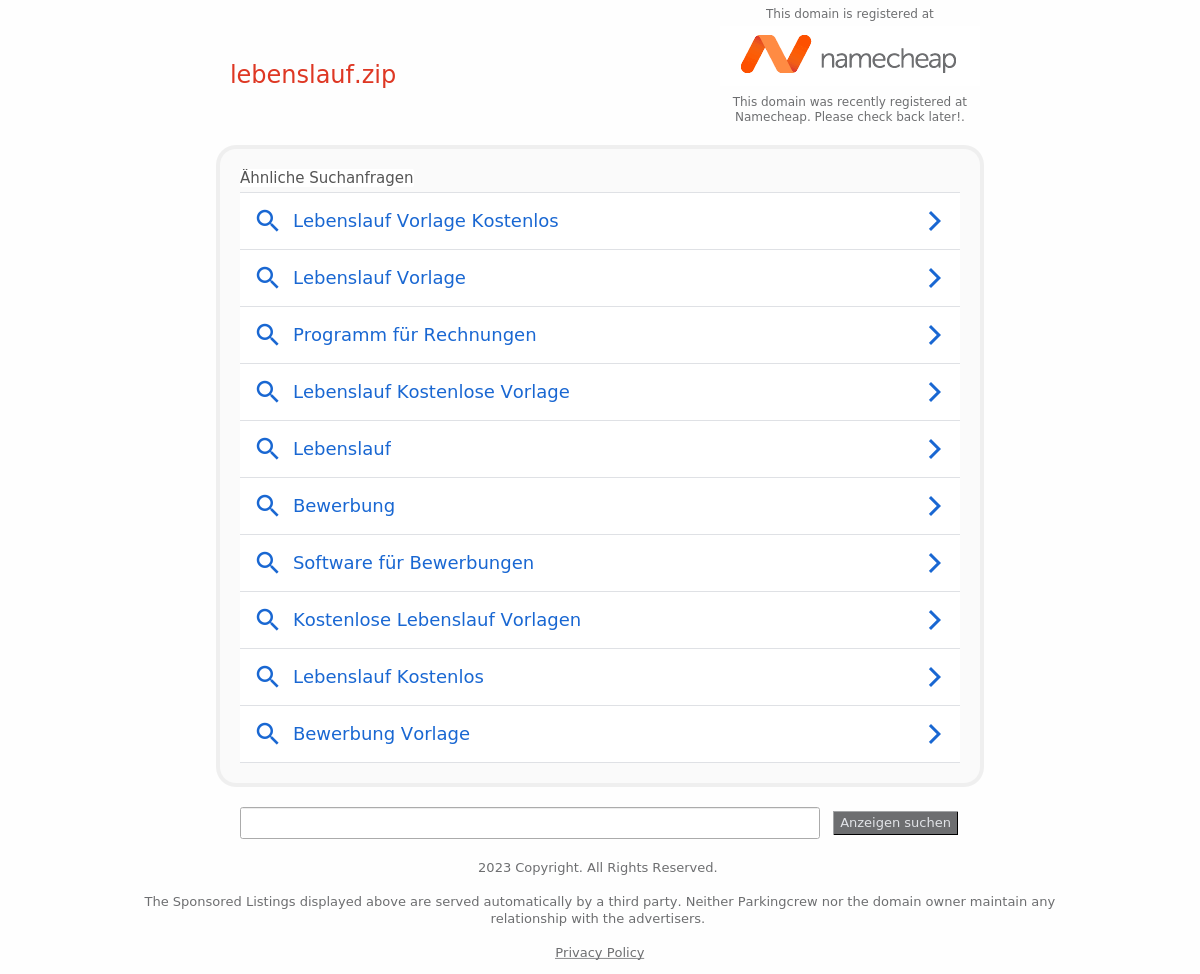 This domain is registered at
namecheap
lebenslauf.zip
This domain was recently registered at
Namecheap. Please check back later!.
Ähnliche Suchanfragen
Lebenslauf Vorlage Kostenlos
Lebenslauf Vorlage
Programm für Rechnungen
Lebenslauf Kostenlose Vorlage
Lebenslauf
Bewerbung
Software für Bewerbungen
Kostenlose Lebenslauf Vorlagen
Lebenslauf Kostenlos
Bewerbung Vorlage
Anzeigen suchen
2023 Copyright. All Rights Reserved.
The Sponsored Listings displayed above are served automatically by a third party. Neither Parkingcrew nor the domain owner maintain any
relationship with the advertisers.
Privacy Policy